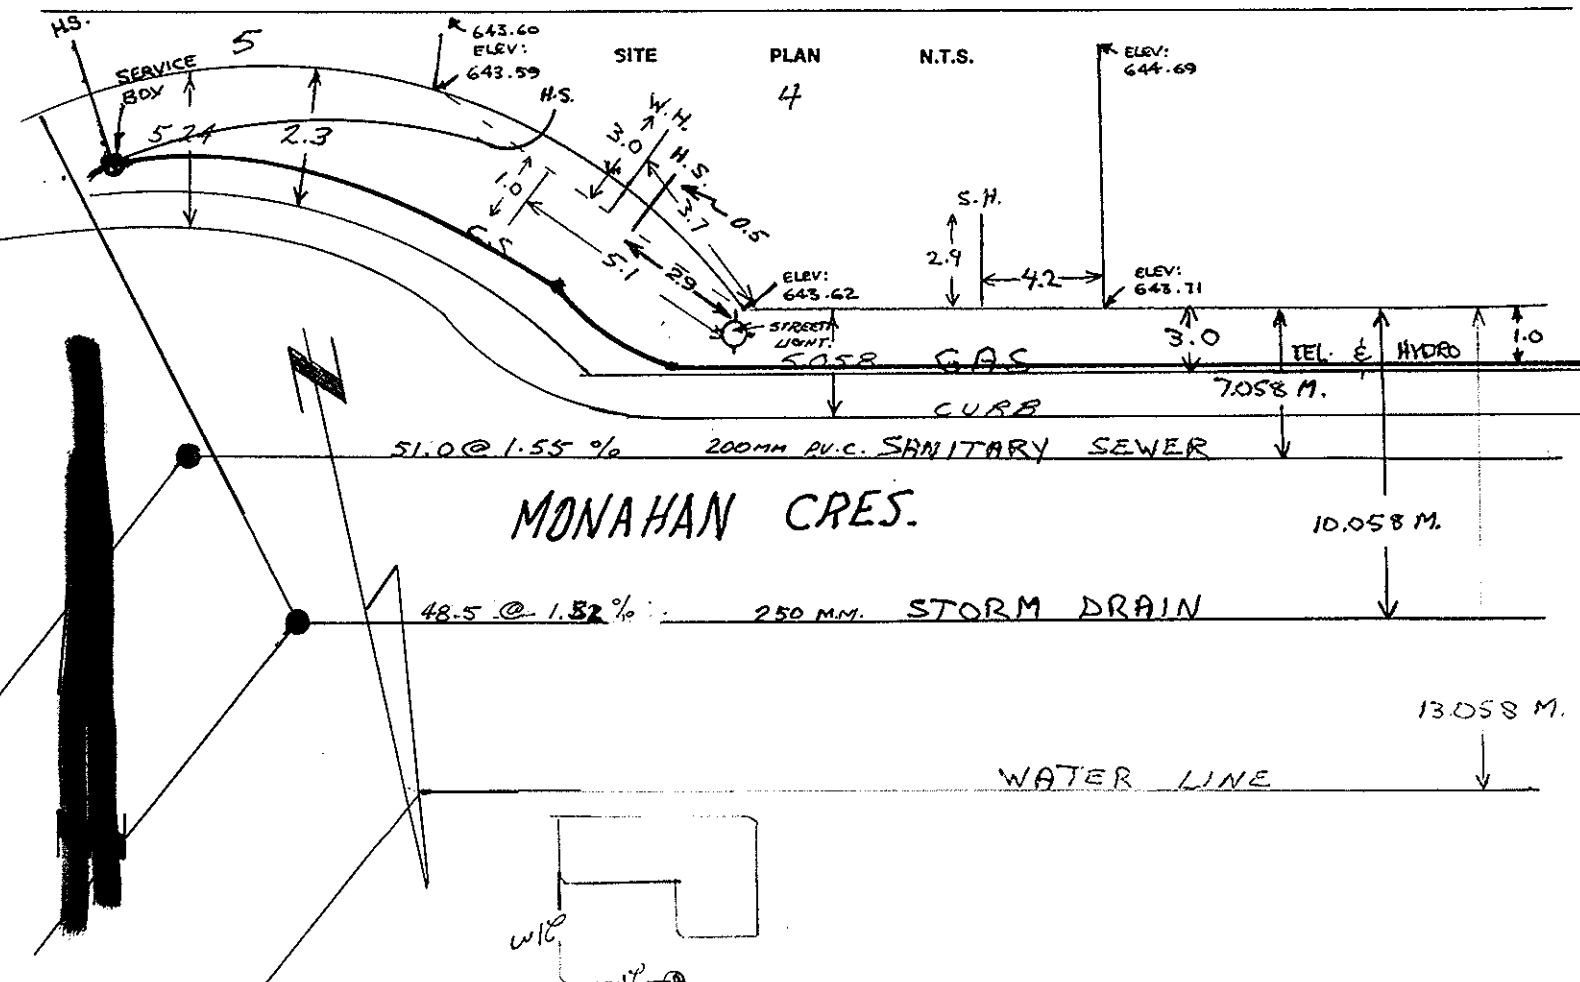 H.S.
5
643.60
ELEV:
643.59
SITE PLAN N.T.S.
4
ELEV:
644.69
SERVICE
BOX
H.S.
W.H.
5.24
2.3
3.0
H.S.
1.0
3.7
0.5
S.H.
G.S
5.1
2.9
2.9
4.2
ELEV:
643.62
ELEV:
643.71
STREET
LIGHT.
3.0
1.0
5.058
GAS
TEL. & HYDRO
7.058 M.
CURB
51.0 @ 1.55 % 200MM P.V.C. SANITARY SEWER
MONAHAN CRES.
10.058 M.
48.5 @ 1.52 % 250 M.M. STORM DRAIN
13.058 M.
WATER LINE